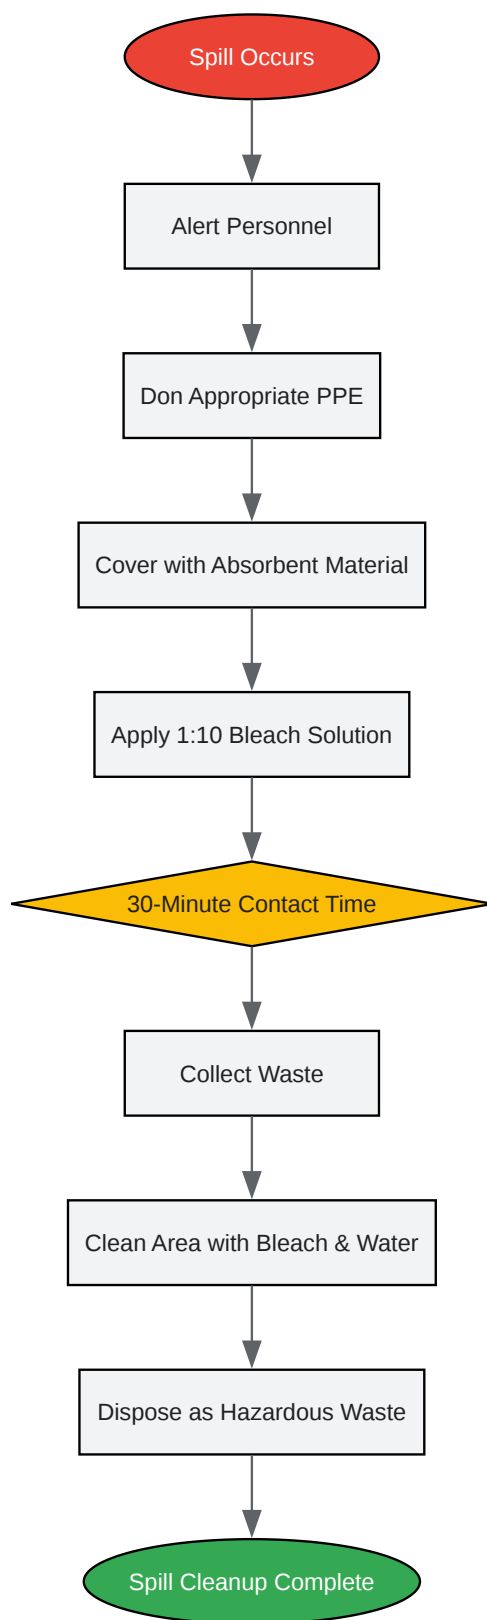 Spill Occurs
Alert Personnel
Don Appropriate PPE
Cover with Absorbent Material
Apply 1:10 Bleach Solution
30-Minute Contact Time
Collect Waste
Clean Area with Bleach & Water
Dispose as Hazardous Waste
Spill Cleanup Complete